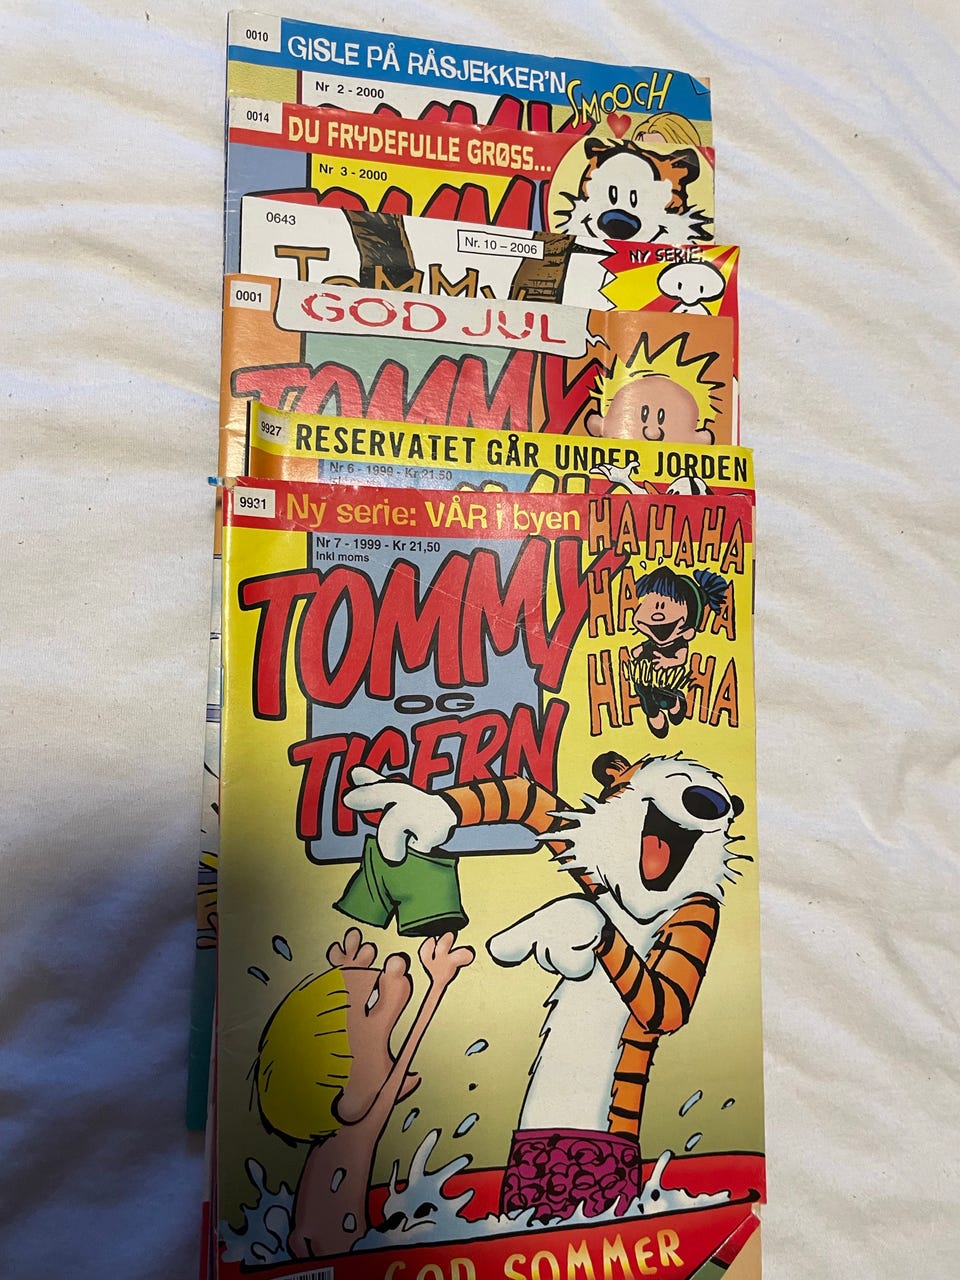 0010
GISLE PÅ RÅSJEKKER'N
SMOOCH
Nr 2 - 2000
0014
DU FRYDEFULLE GRØSS...
Nr 3 - 2000
0643
Nr. 10 – 2006
NY SERIE!
TOMMY
0001
GOD JUL
TOMMY
9927
RESERVATET GÅR UNDER JORDEN
Nr 6 - 1999 - Kr 21,50
9931
Ny serie: VÅR i byen
Nr 7 - 1999 - Kr 21,50
Inkl moms
HA HA HA
HA HA
HA HA
TOMMY
OG
TIGERN
GOD SOMMER